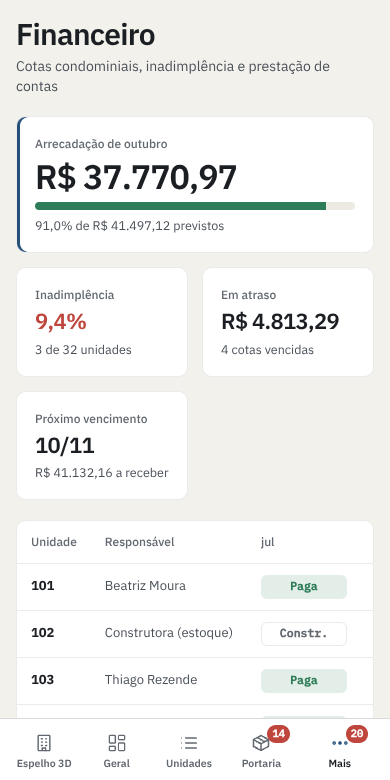 Financeiro
Cotas condominiais, inadimplência e prestação de
contas
Arrecadação de outubro
R$ 37.770,97
91,0% de R$ 41.497,12 previstos
Inadimplência
9,4%
3 de 32 unidades
Em atraso
R$ 4.813,29
4 cotas vencidas
Próximo vencimento
10/11
R$ 41.132,16 a receber
Unidade Responsável jul
101 Beatriz Moura Paga
102 Construtora (estoque) Constr.
103 Thiago Rezende Paga
14 20
Espelho 3D Geral Unidades Portaria Mais